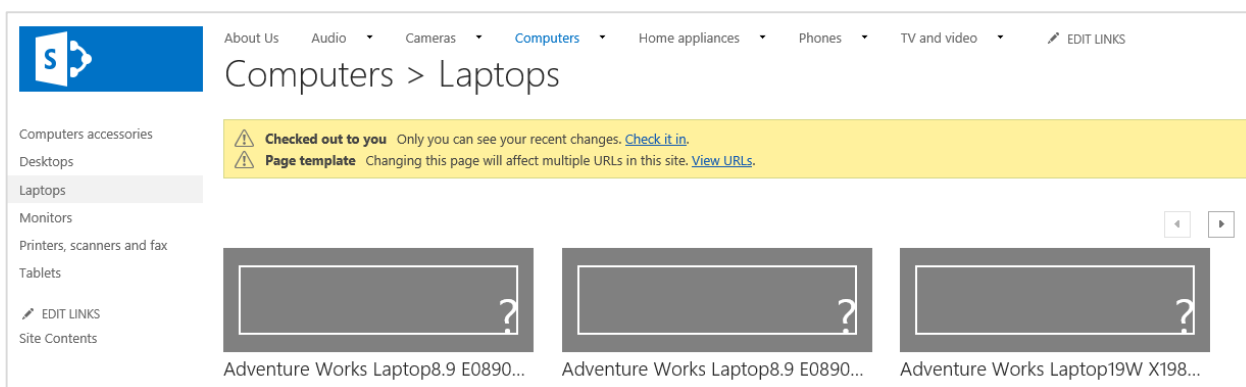 S
About Us Audio Cameras Computers Home appliances Phones TV and video EDIT LINKS
Computers > Laptops
Computers accessories
Desktops
Laptops
Monitors
Printers, scanners and fax
Tablets
EDIT LINKS
Site Contents
Checked out to you Only you can see your recent changes. Check it in.
Page template Changing this page will affect multiple URLs in this site. View URLs.
? ? ?
Adventure Works Laptop8.9 E0890... Adventure Works Laptop8.9 E0890... Adventure Works Laptop19W X198...